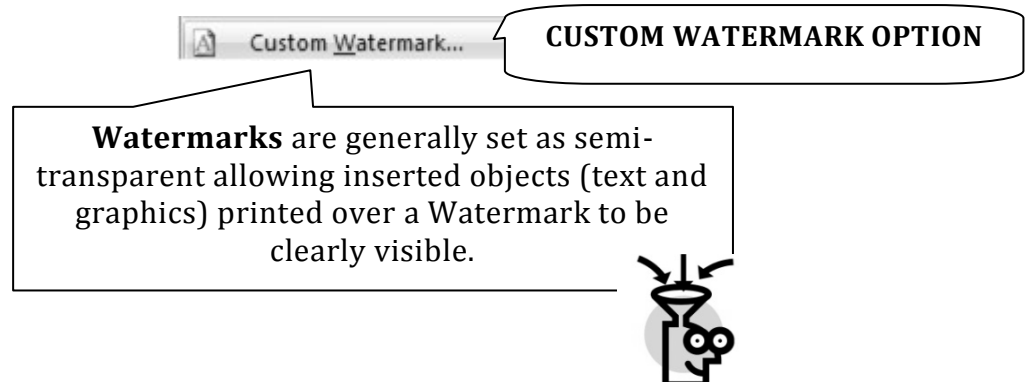 Custom Watermark...
CUSTOM WATERMARK OPTION
Watermarks are generally set as semi-
transparent allowing inserted objects (text and
graphics) printed over a Watermark to be
clearly visible.